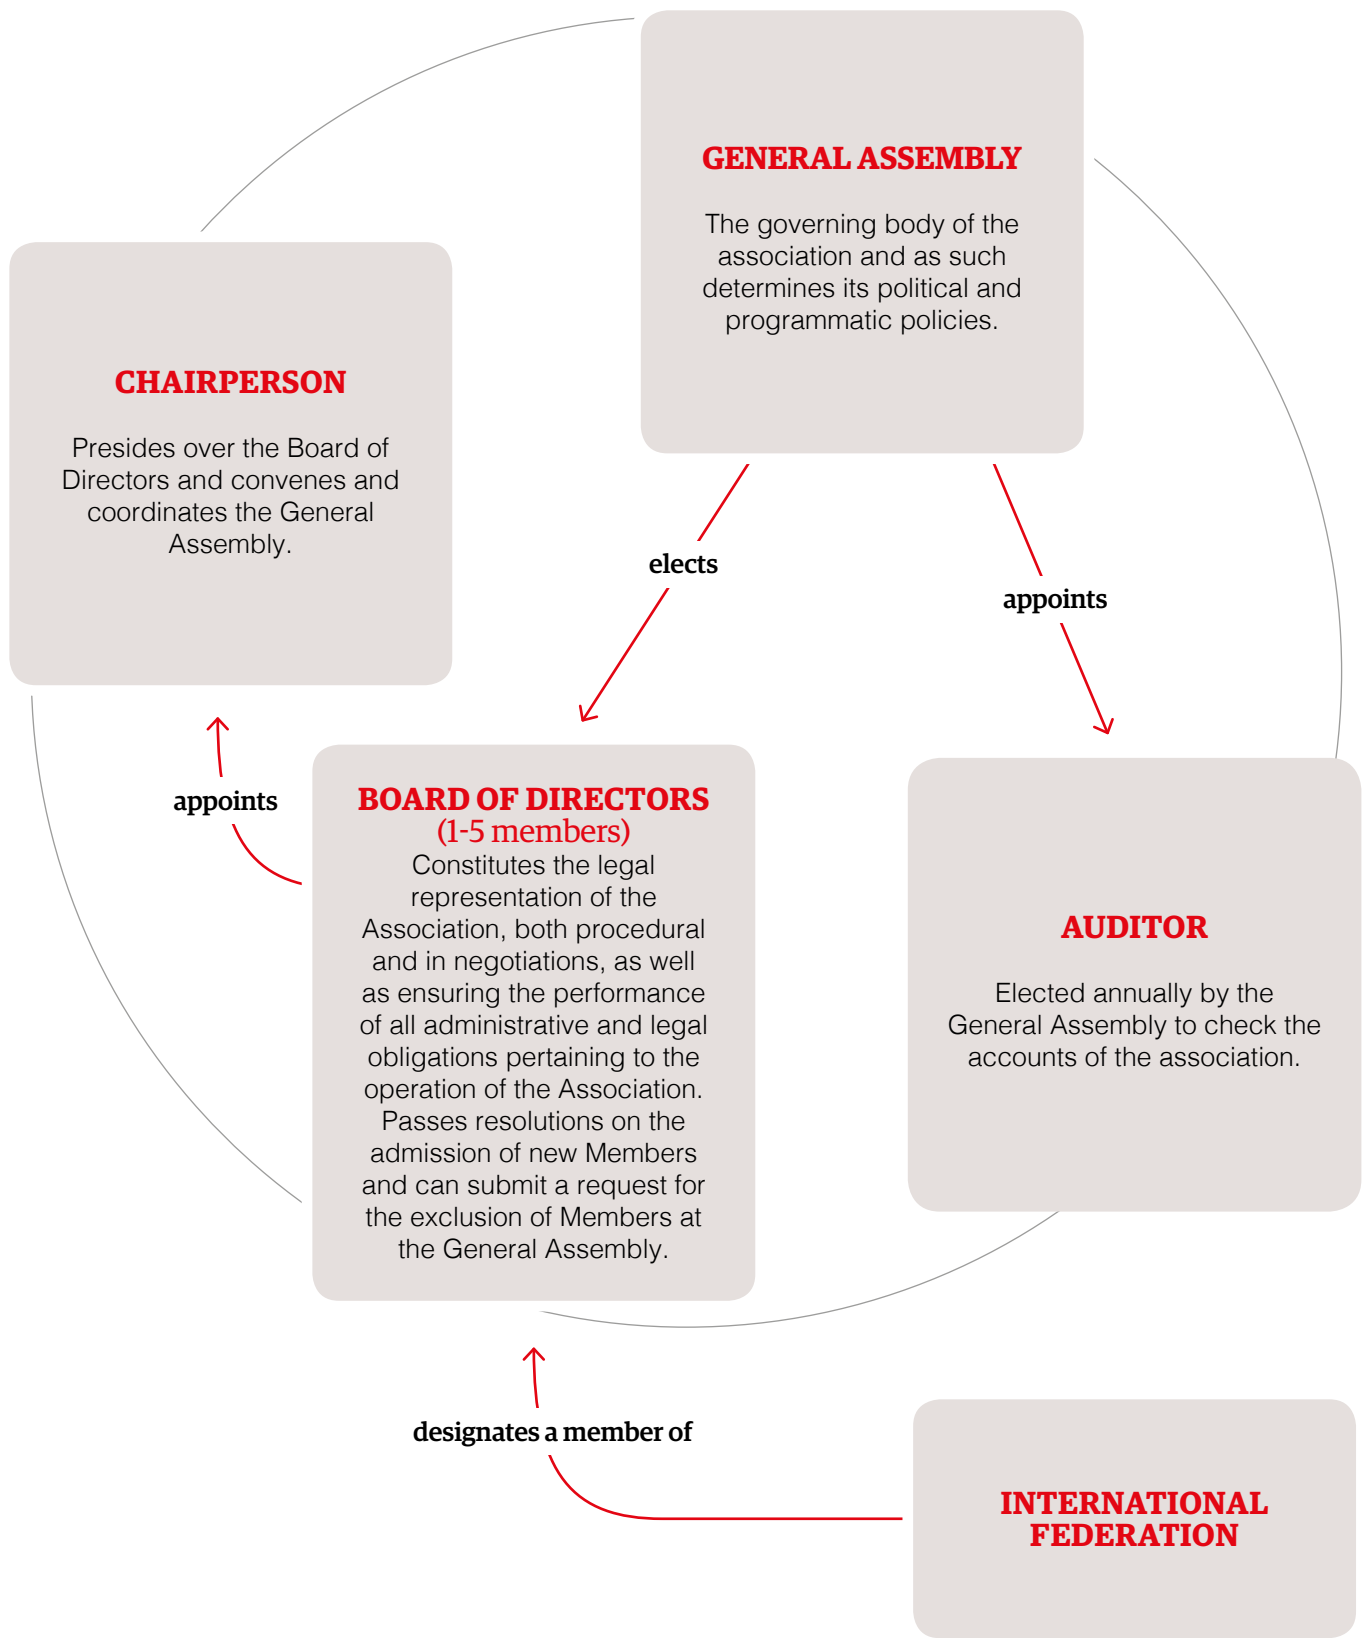 GENERAL ASSEMBLY
The governing body of the
association and as such
determines its political and
programmatic policies.
CHAIRPERSON
Presides over the Board of
Directors and convenes and
coordinates the General
Assembly.
elects
appoints
appoints
BOARD OF DIRECTORS
(1-5 members)
Constitutes the legal
representation of the
Association, both procedural
and in negotiations, as well
as ensuring the performance
of all administrative and legal
obligations pertaining to the
operation of the Association.
Passes resolutions on the
admission of new Members
and can submit a request for
the exclusion of Members at
the General Assembly.
AUDITOR
Elected annually by the
General Assembly to check the
accounts of the association.
designates a member of
INTERNATIONAL
FEDERATION